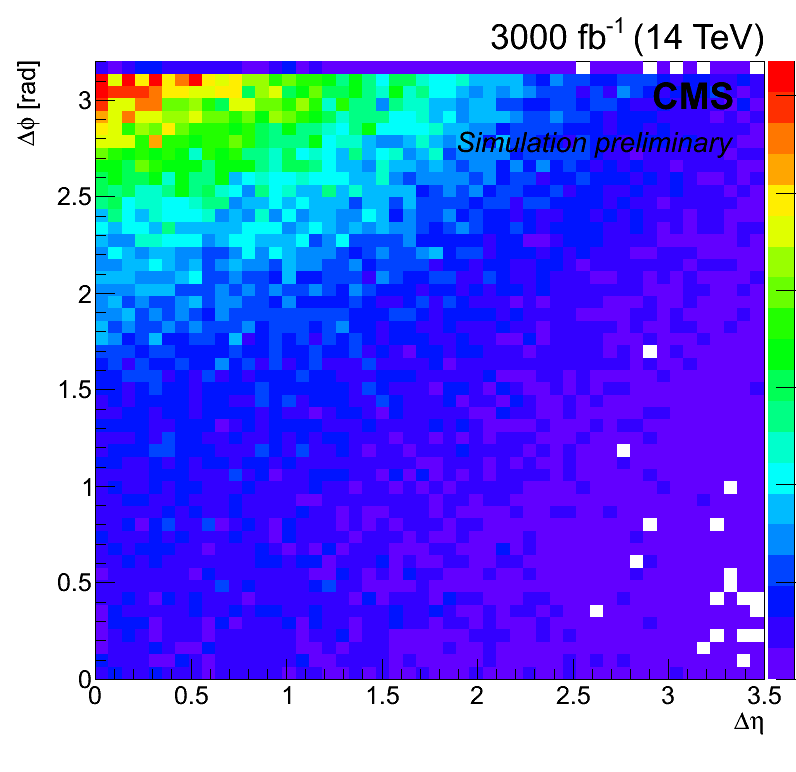 3000 fb-1 (14 TeV)
Δϕ [rad]
CMS
Simulation preliminary
3
2.5
2
1.5
1
0.5
0
0 0.5 1 1.5 2 2.5 3 3.5
Δη